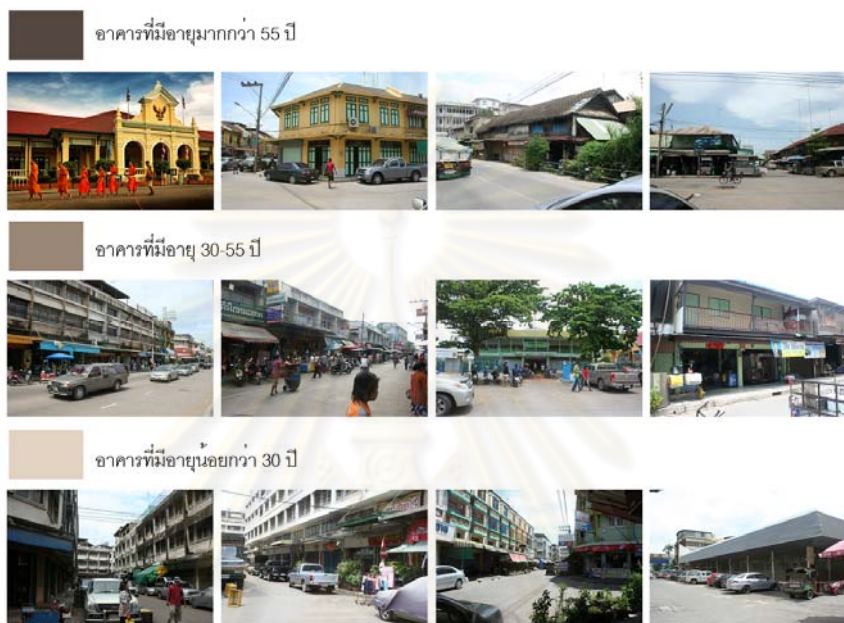 อาคารที่มีอายุมากกว่า 55 ปี
อาคารที่มีอายุ 30-55 ปี
อาคารที่มีอายุน้อยกว่า 30 ปี